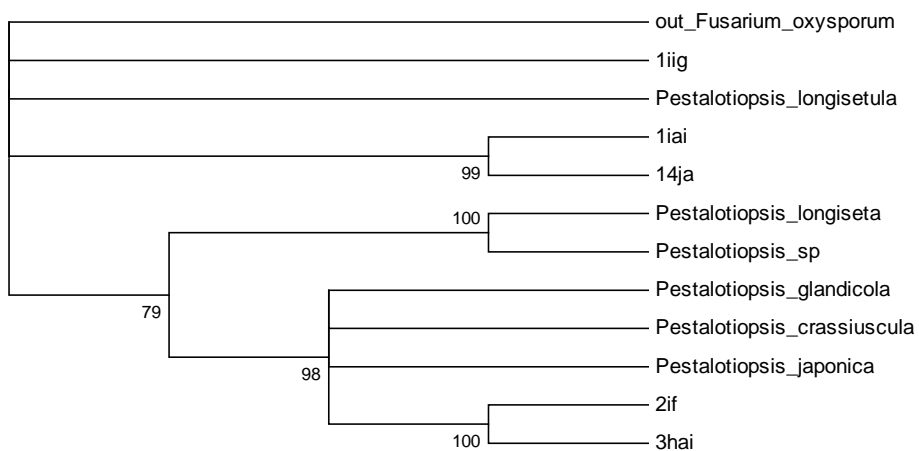 out_Fusarium_oxysporum
1iig
Pestalotiopsis_longisetula
1iai
14ja
99
Pestalotiopsis_longiseta
100
Pestalotiopsis_sp
Pestalotiopsis_glandicola
79
Pestalotiopsis_crassiuscula
Pestalotiopsis_japonica
98
2if
3hai
100